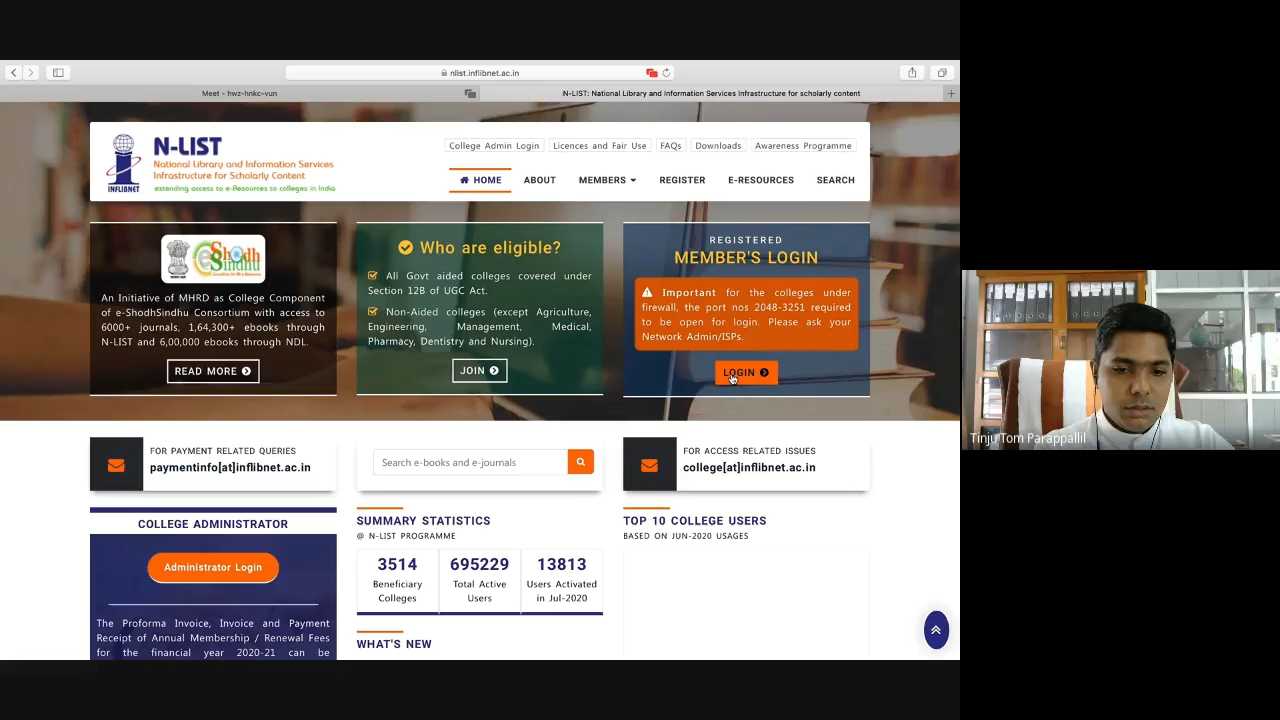 nlist.inflibnet.ac.in
Meet – hwz-hnkc-vun
N-LIST: National Library and Information Services Infrastructure for scholarly content
INFLIBNET
N-LIST
National Library and Information Services
Infrastructure for Scholarly Content
extending access to e-Resources to colleges in India
College Admin Login
Licences and Fair Use
FAQs
Downloads
Awareness Programme
HOME
ABOUT
MEMBERS
REGISTER
E-RESOURCES
SEARCH
eShodh
Sindhu
An Initiative of MHRD as College Component
of e-ShodhSindhu Consortium with access to
6000+ journals, 1,64,300+ ebooks through
N-LIST and 6,00,000 ebooks through NDL.
READ MORE
Who are eligible?
All Govt aided colleges covered under
Section 12B of UGC Act.
Non-Aided colleges (except Agriculture,
Engineering, Management, Medical,
Pharmacy, Dentistry and Nursing).
JOIN
REGISTERED
MEMBER'S LOGIN
Important for the colleges under
firewall, the port nos 2048-3251 required
to be open for login. Please ask your
Network Admin/ISPs.
LOGIN
FOR PAYMENT RELATED QUERIES
paymentinfo[at]inflibnet.ac.in
Search e-books and e-journals
FOR ACCESS RELATED ISSUES
college[at]inflibnet.ac.in
COLLEGE ADMINISTRATOR
Administrator Login
The Proforma Invoice, Invoice and Payment
Receipt of Annual Membership / Renewal Fees
for the financial year 2020-21 can be
SUMMARY STATISTICS
@ N-LIST PROGRAMME
3514
Beneficiary
Colleges
695229
Total Active
Users
13813
Users Activated
in Jul-2020
WHAT'S NEW
TOP 10 COLLEGE USERS
BASED ON JUN-2020 USAGES
Tinju Tom Parappallil